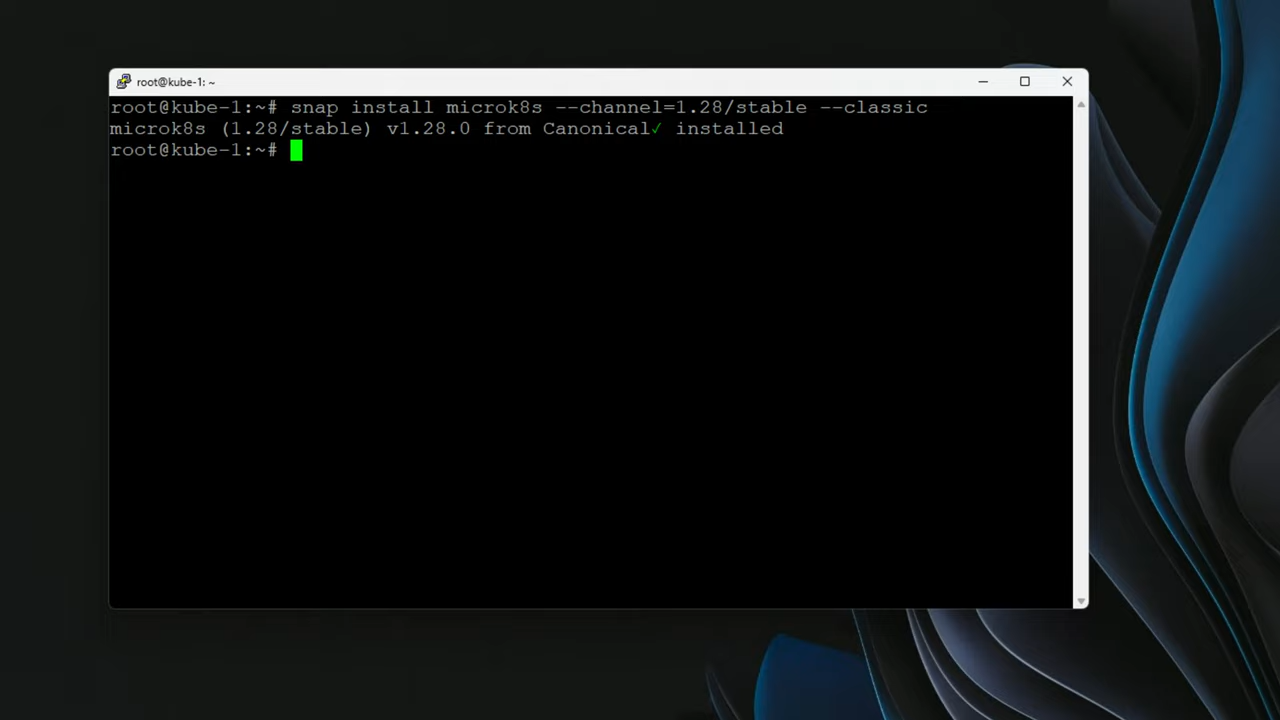 root@kube-1: ~
root@kube-1:~# snap install microk8s --channel=1.28/stable --classic
microk8s (1.28/stable) v1.28.0 from Canonical✓ installed
root@kube-1:~#